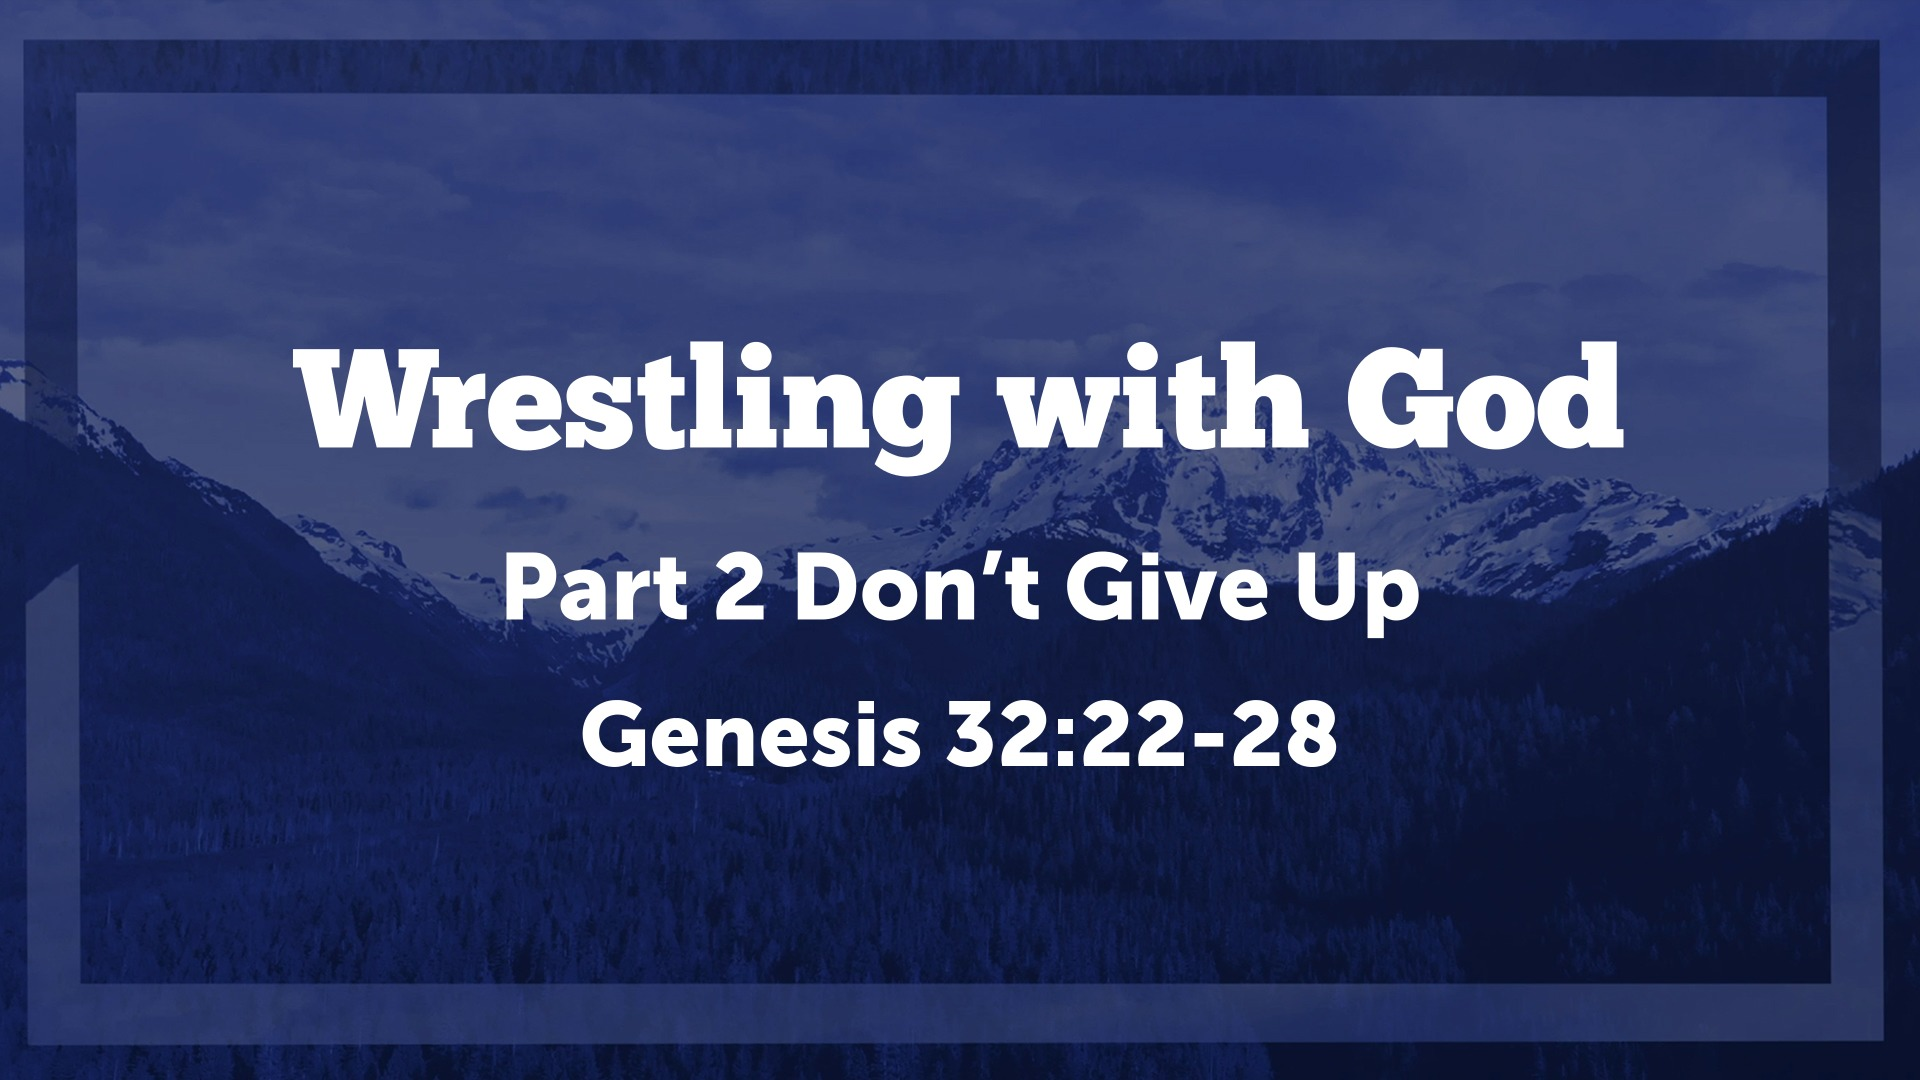 Wrestling with God
Part 2 Don’t Give Up
Genesis 32:22-28